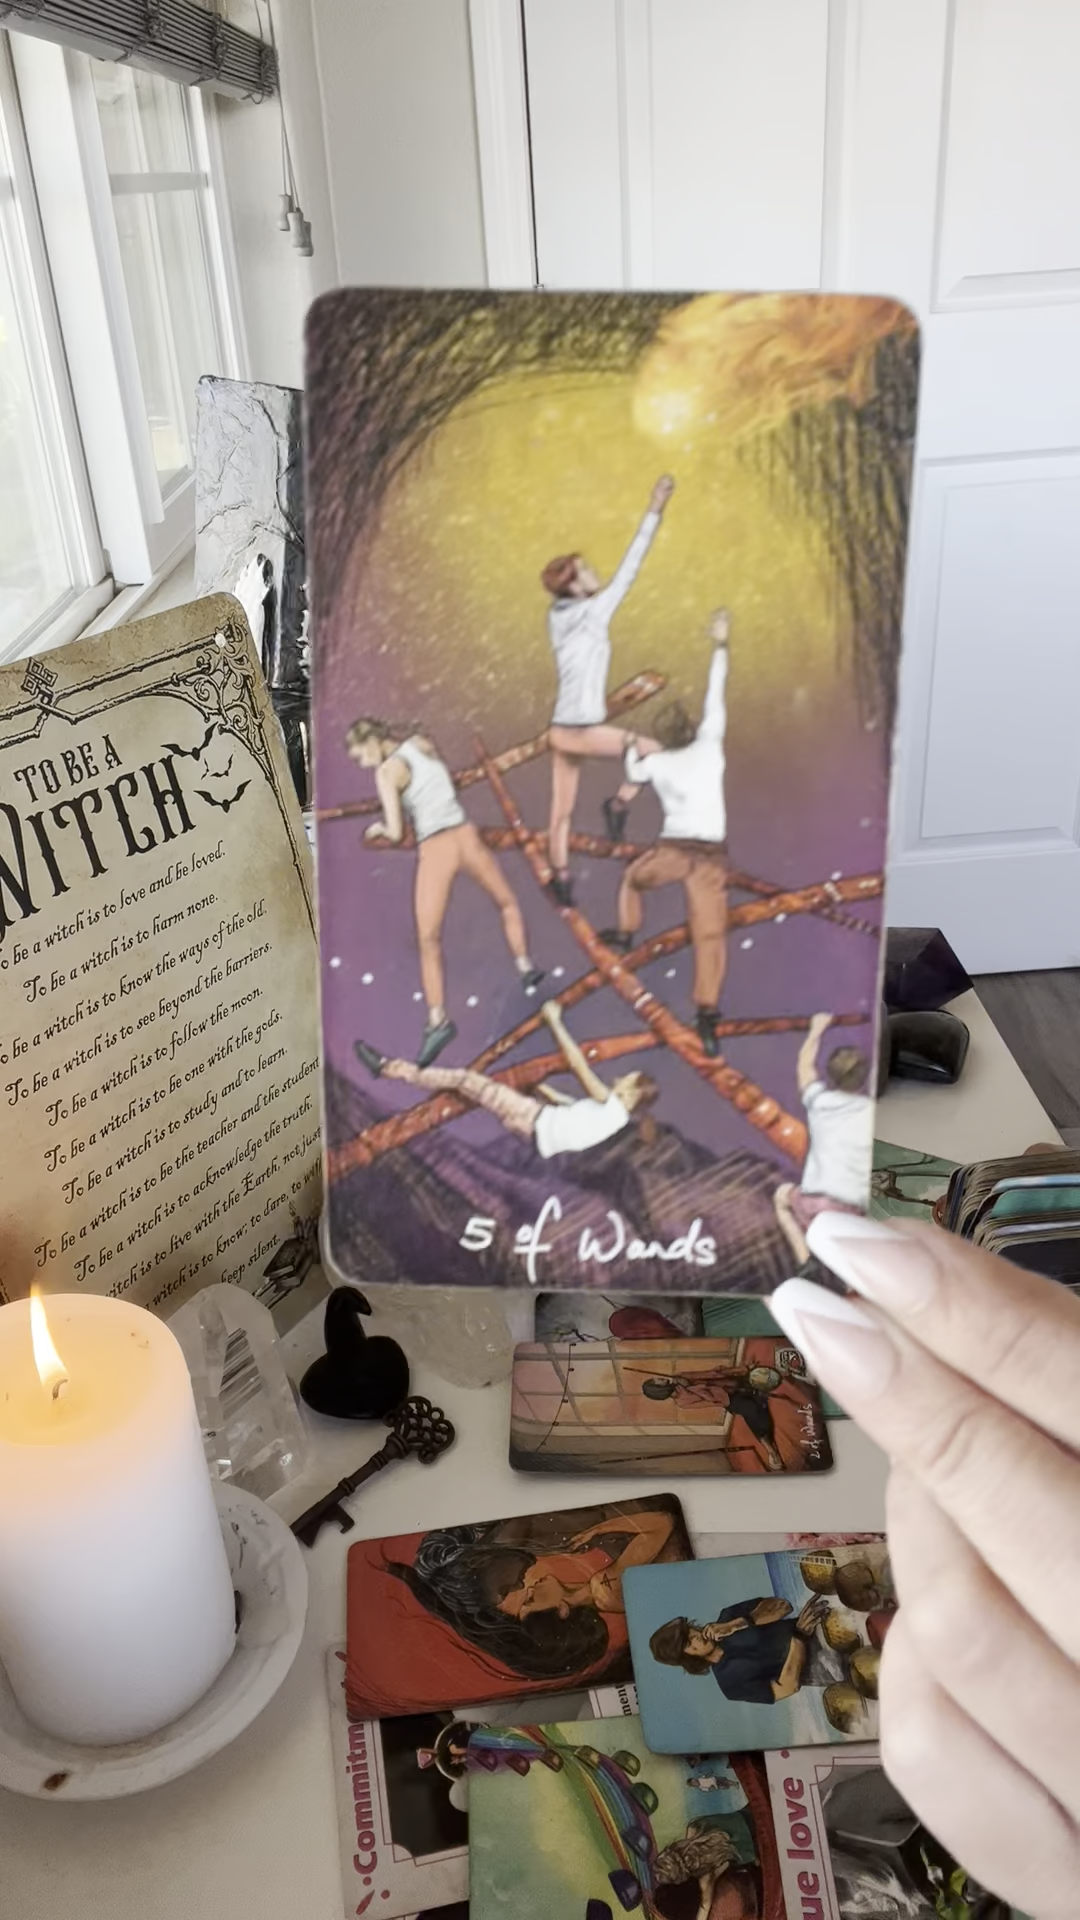 TO BE A
WITCH
To be a witch is to love and be loved.
To be a witch is to harm none.
To be a witch is to know the ways of the old.
To be a witch is to see beyond the barriers.
To be a witch is to follow the moon.
To be a witch is to be one with the gods.
To be a witch is to study and to learn.
To be a witch is to be the teacher and the student
To be a witch is to acknowledge the truth.
witch is to live with the Earth, not just
witch is to know; to dare, to
keep silent.
5 of Wands
2 of Wands
Commitm
ment
ue love